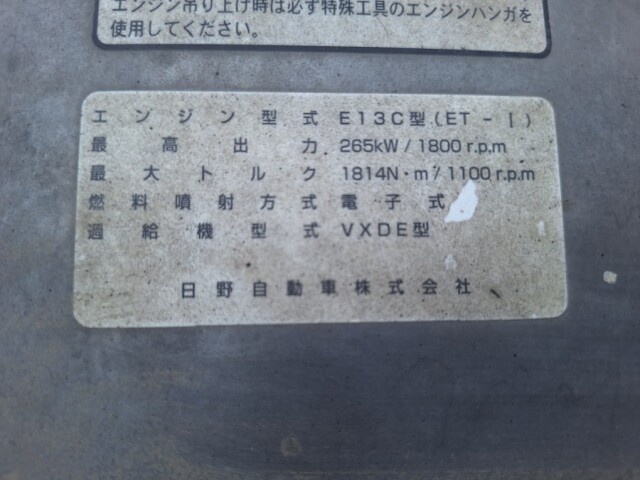 エンジン吊り上げ時は必ず特殊工具のエンジンハンガを
使用してください。
エンジン型式 E13C型(ET-I)
最高出力 265kW/1800r.p.m
最大トルク 1814N・m/1100r.p.m
燃料噴射方式 電子式
過給機型式 VXDE型
日野自動車株式会社